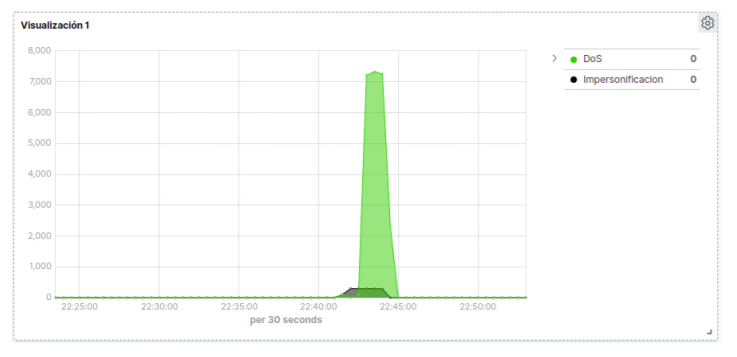 Visualización 1
8,000
7,000
6,000
5,000
4,000
3,000
2,000
1,000
0
22:25:00 22:30:00 22:35:00 22:40:00 22:45:00 22:50:00
per 30 seconds
DoS 0
Impersonificacion 0